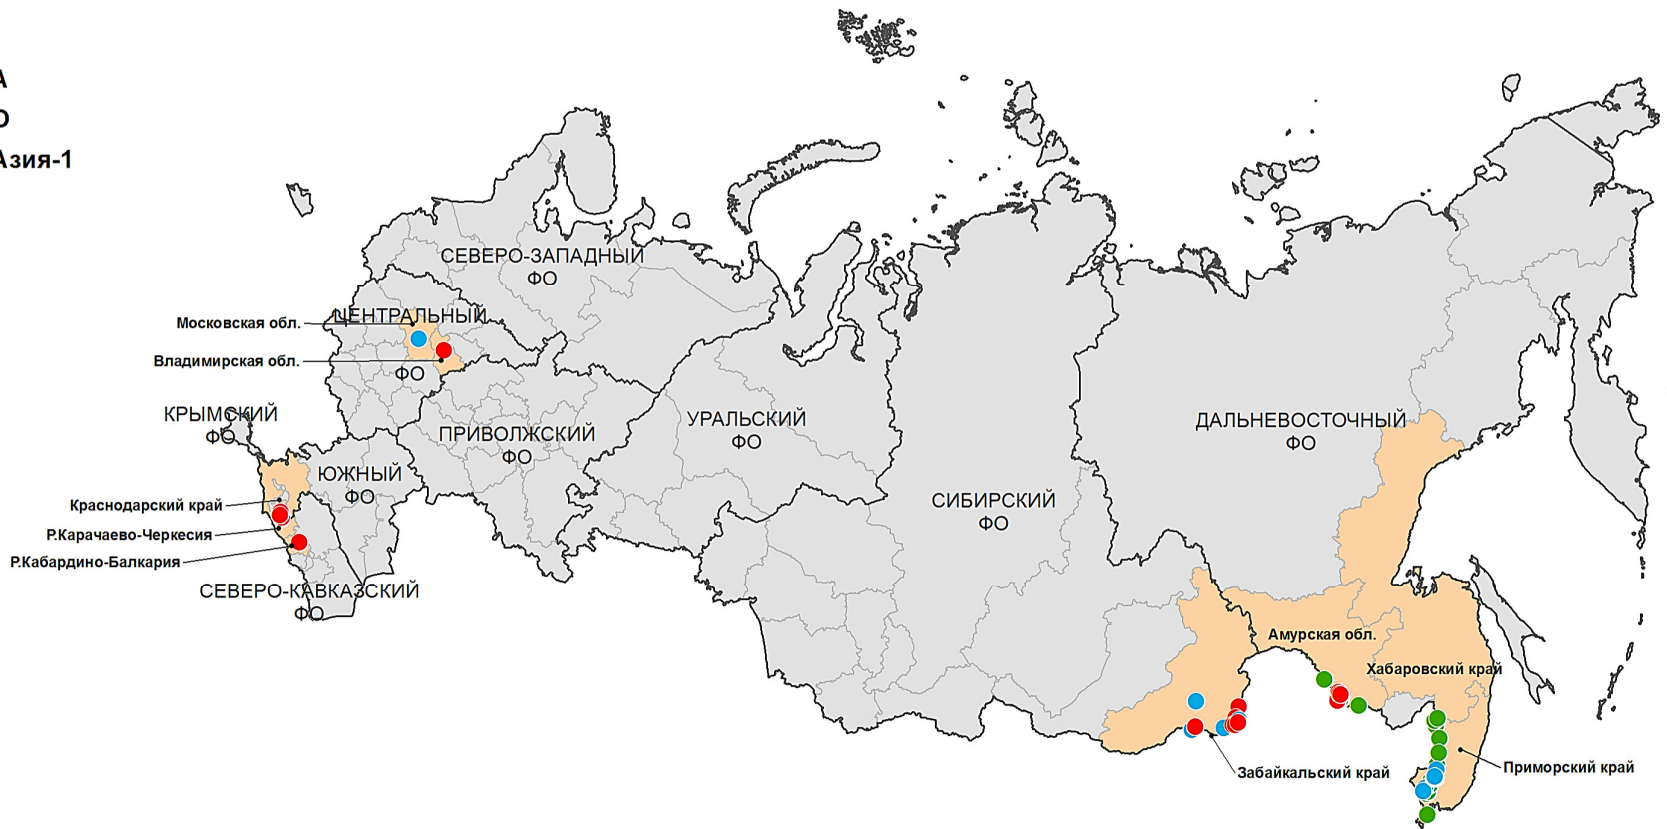 А
О
Азия-1
СЕВЕРО-ЗАПАДНЫЙ
ФО
ЦЕНТРАЛЬНЫЙ
Московская обл.
Владимирская обл.
ФО
КРЫМСКИЙ
ФО
ПРИВОЛЖСКИЙ
ФО
УРАЛЬСКИЙ
ФО
ДАЛЬНЕВОСТОЧНЫЙ
ФО
ЮЖНЫЙ
ФО
СИБИРСКИЙ
ФО
Краснодарский край
Р.Карачаево-Черкесия
Р.Кабардино-Балкария
СЕВЕРО-КАВКАЗСКИЙ
ФО
Амурская обл.
Хабаровский край
Забайкальский край
Приморский край